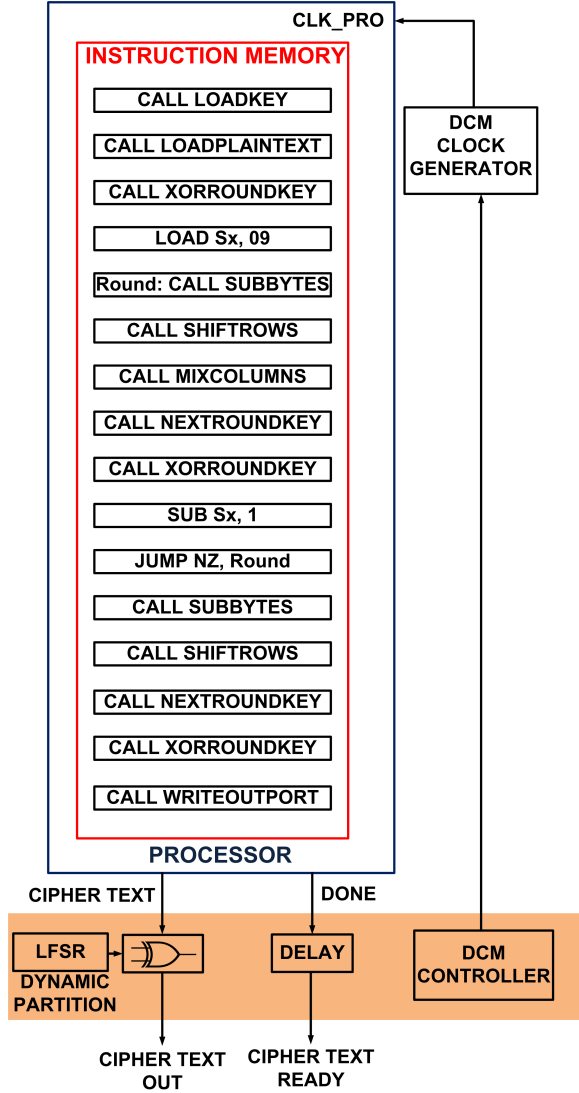 CLK_PRO
INSTRUCTION MEMORY
CALL LOADKEY
CALL LOADPLAINTEXT
CALL XORROUNDKEY
LOAD Sx, 09
Round: CALL SUBBYTES
CALL SHIFTROWS
CALL MIXCOLUMNS
CALL NEXTROUNDKEY
CALL XORROUNDKEY
SUB Sx, 1
JUMP NZ, Round
CALL SUBBYTES
CALL SHIFTROWS
CALL NEXTROUNDKEY
CALL XORROUNDKEY
CALL WRITEOUTPORT
PROCESSOR
DCM
CLOCK
GENERATOR
CIPHER TEXT
DONE
LFSR
DYNAMIC
PARTITION
DELAY
DCM
CONTROLLER
CIPHER TEXT
OUT
CIPHER TEXT
READY